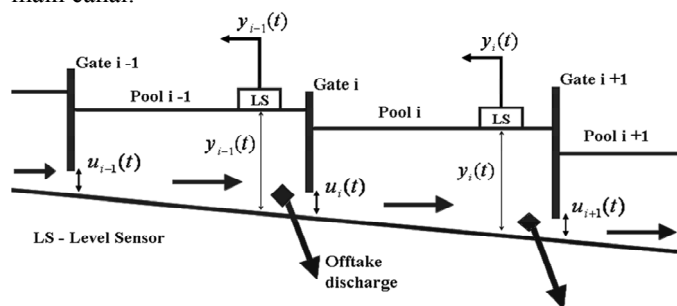 main canal.
y_{i-1}(t)
y_i(t)
Gate i -1
Gate i
Gate i +1
LS
LS
Pool i -1
Pool i
Pool i +1
y_{i-1}(t)
y_i(t)
u_{i-1}(t)
u_i(t)
u_{i+1}(t)
LS - Level Sensor
Offtake
discharge